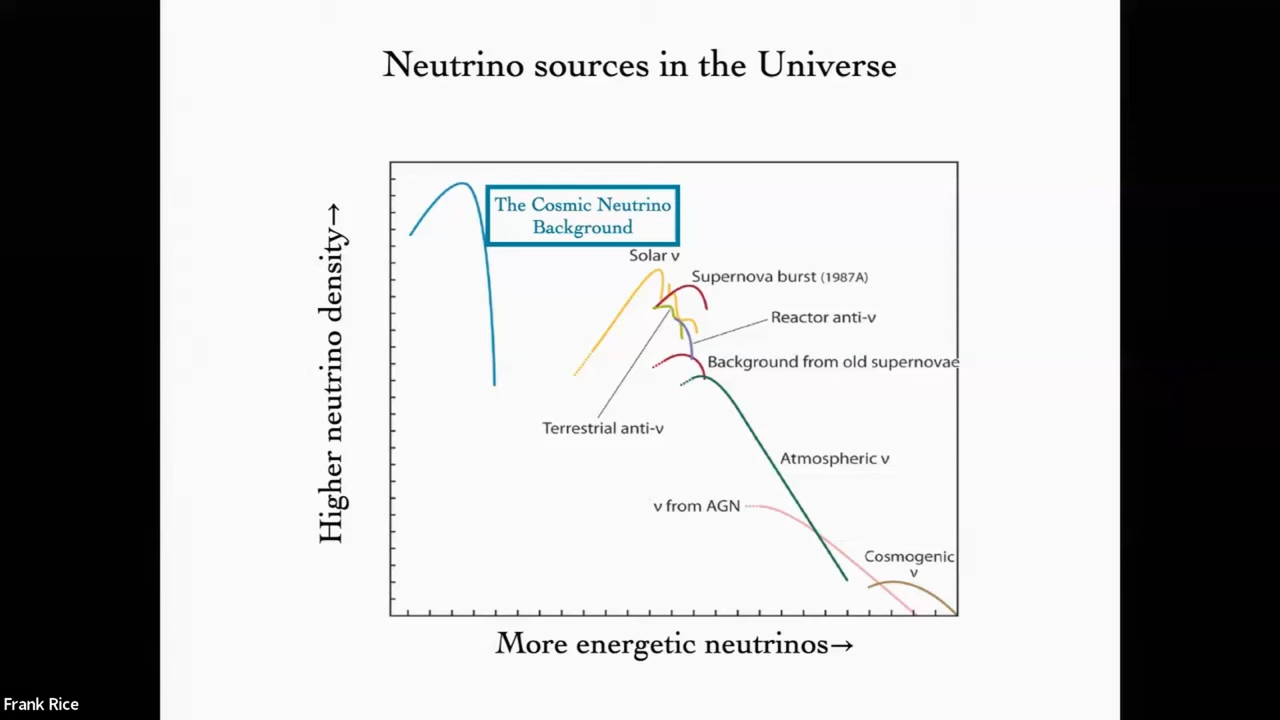 Neutrino sources in the Universe
Higher neutrino density→
The Cosmic Neutrino
Background
Solar ν
Supernova burst (1987A)
Reactor anti-ν
Background from old supernovae
Terrestrial anti-ν
Atmospheric ν
ν from AGN
Cosmogenic
ν
More energetic neutrinos→
Frank Rice